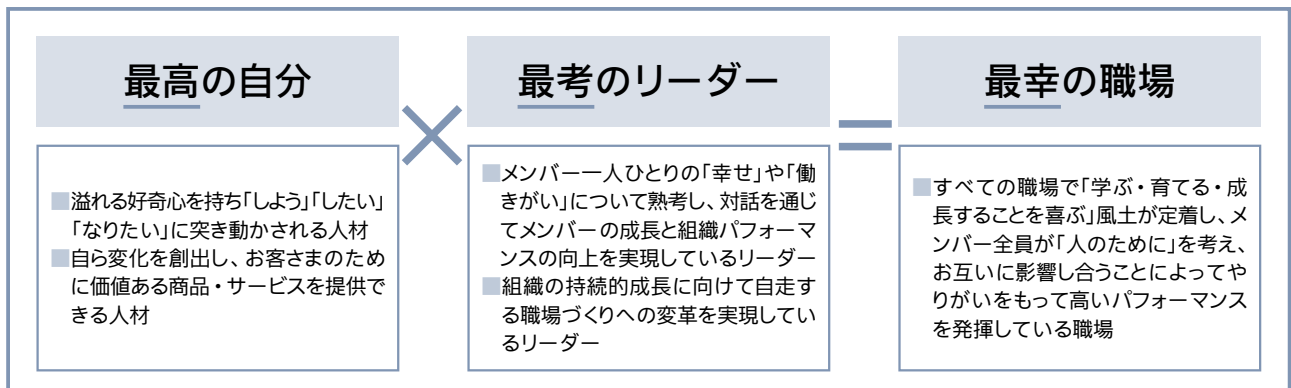 最高の自分
×
最考のリーダー
=
最幸の職場
■溢れる好奇心を持ち「しよう」「したい」
「なりたい」に突き動かされる人材
■自ら変化を創出し、お客さまのため
に価値ある商品・サービスを提供で
きる人材
■メンバー一人ひとりの「幸せ」や「働
きがい」について熟考し、対話を通じ
てメンバーの成長と組織パフォーマ
ンスの向上を実現しているリーダー
■組織の持続的成長に向けて自走す
る職場づくりへの変革を実現してい
るリーダー
■すべての職場で「学ぶ・育てる・成
長することを喜ぶ」風土が定着し、メ
ンバー全員が「人のために」を考え、
お互いに影響し合うことによってや
りがいをもって高いパフォーマンス
を発揮している職場